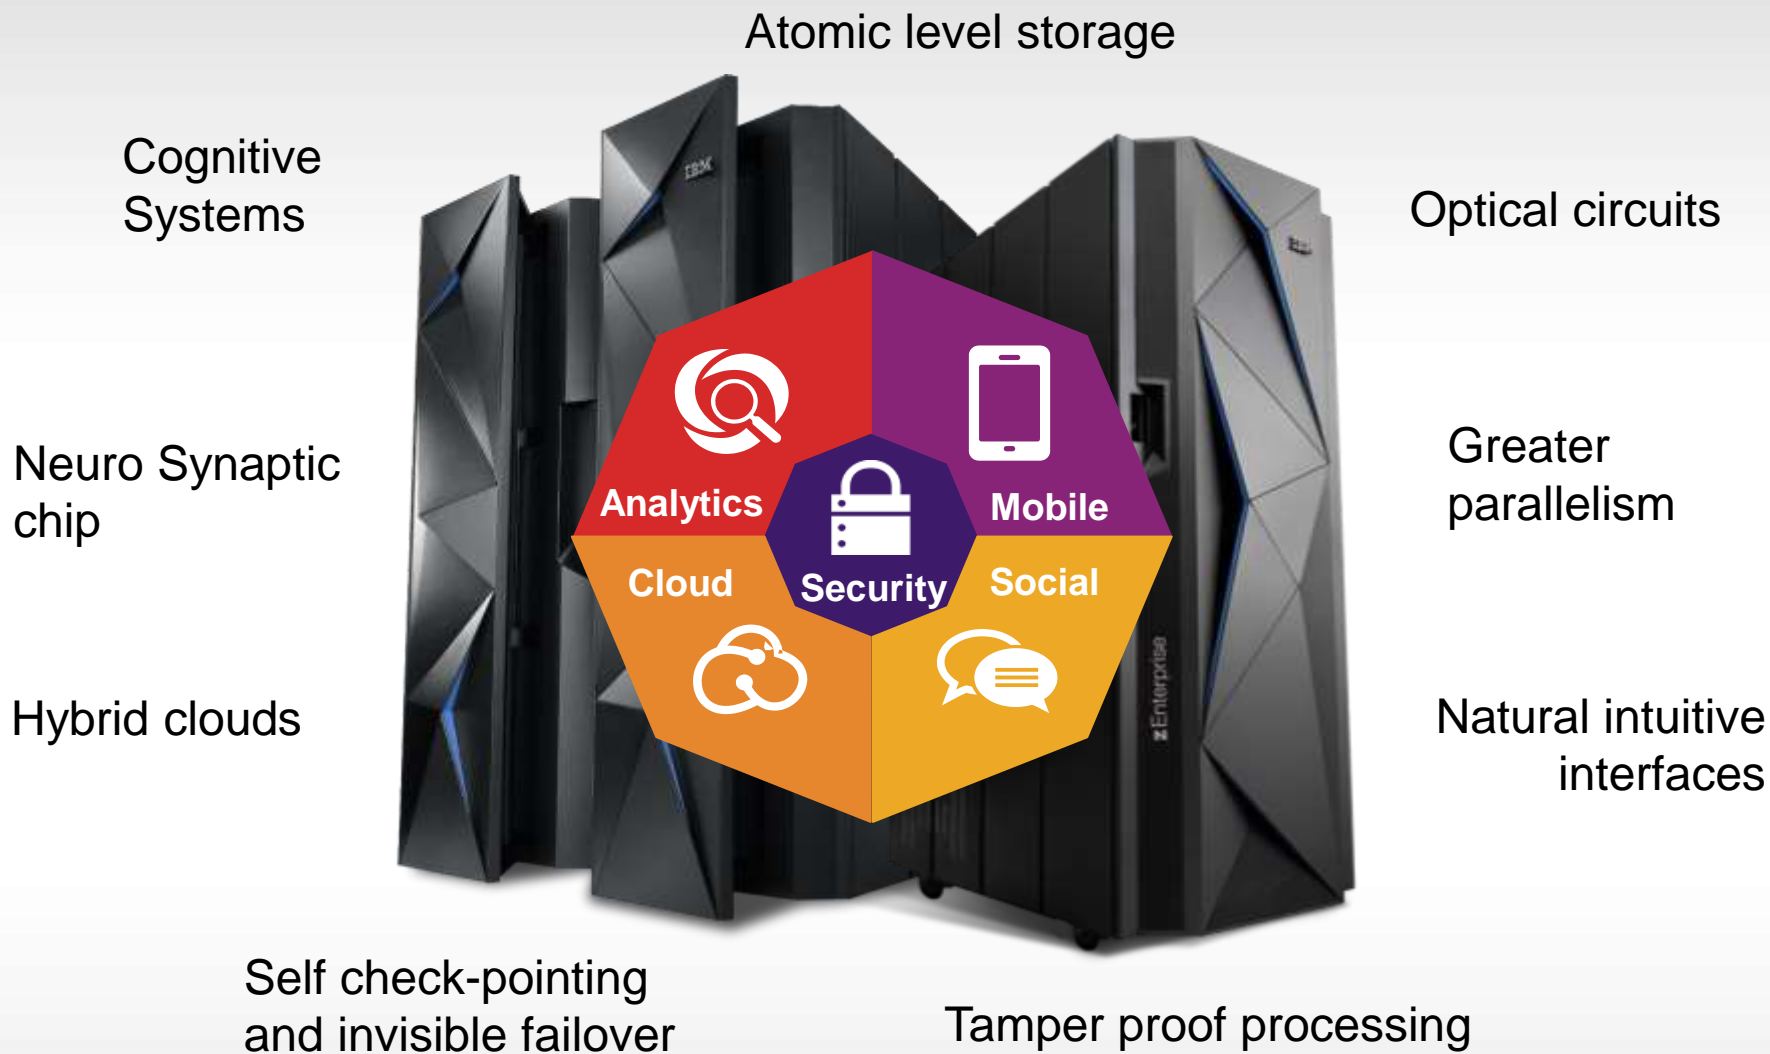 Atomic level storage
Cognitive
Systems
IBM
Optical circuits
IBM
Neuro Synaptic
chip
Analytics
Mobile
Greater
parallelism
Cloud
Security
Social
Hybrid clouds
zEnterprise
Natural intuitive
interfaces
Self check-pointing
and invisible failover
Tamper proof processing